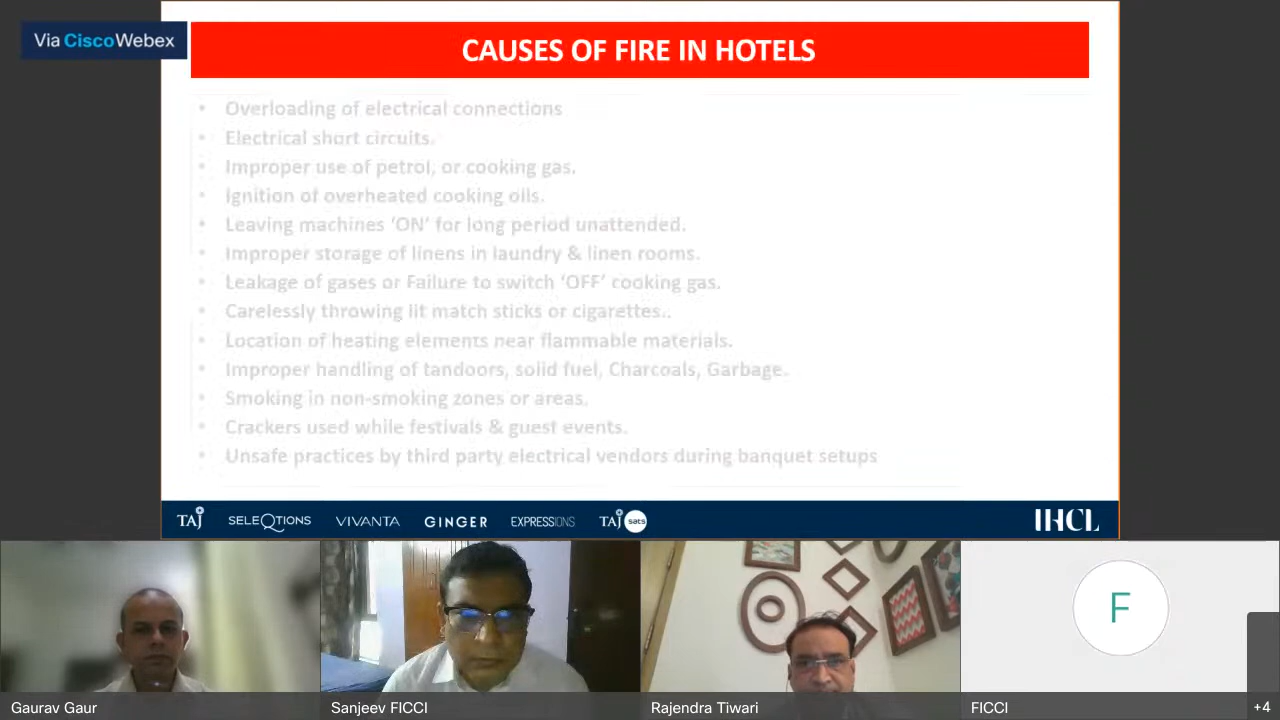 Via Cisco Webex
CAUSES OF FIRE IN HOTELS
• Overloading of electrical connections
• Electrical short circuits.
• Improper use of petrol, or cooking gas.
• Ignition of overheated cooking oils.
• Leaving machines ‘ON’ for long period unattended.
• Improper storage of linens in laundry & linen rooms.
• Leakage of gases or Failure to switch ‘OFF’ cooking gas.
• Carelessly throwing lit match sticks or cigarettes..
• Location of heating elements near flammable materials.
• Improper handling of tandoors, solid fuel, Charcoals, Garbage.
• Smoking in non-smoking zones or areas.
• Crackers used while festivals & guest events.
• Unsafe practices by third party electrical vendors during banquet setups
TAJ SELEQTIONS VIVANTA GINGER EXPRESSIONS TAJ sats IHCL
F
Gaurav Gaur Sanjeev FICCI Rajendra Tiwari FICCI +4